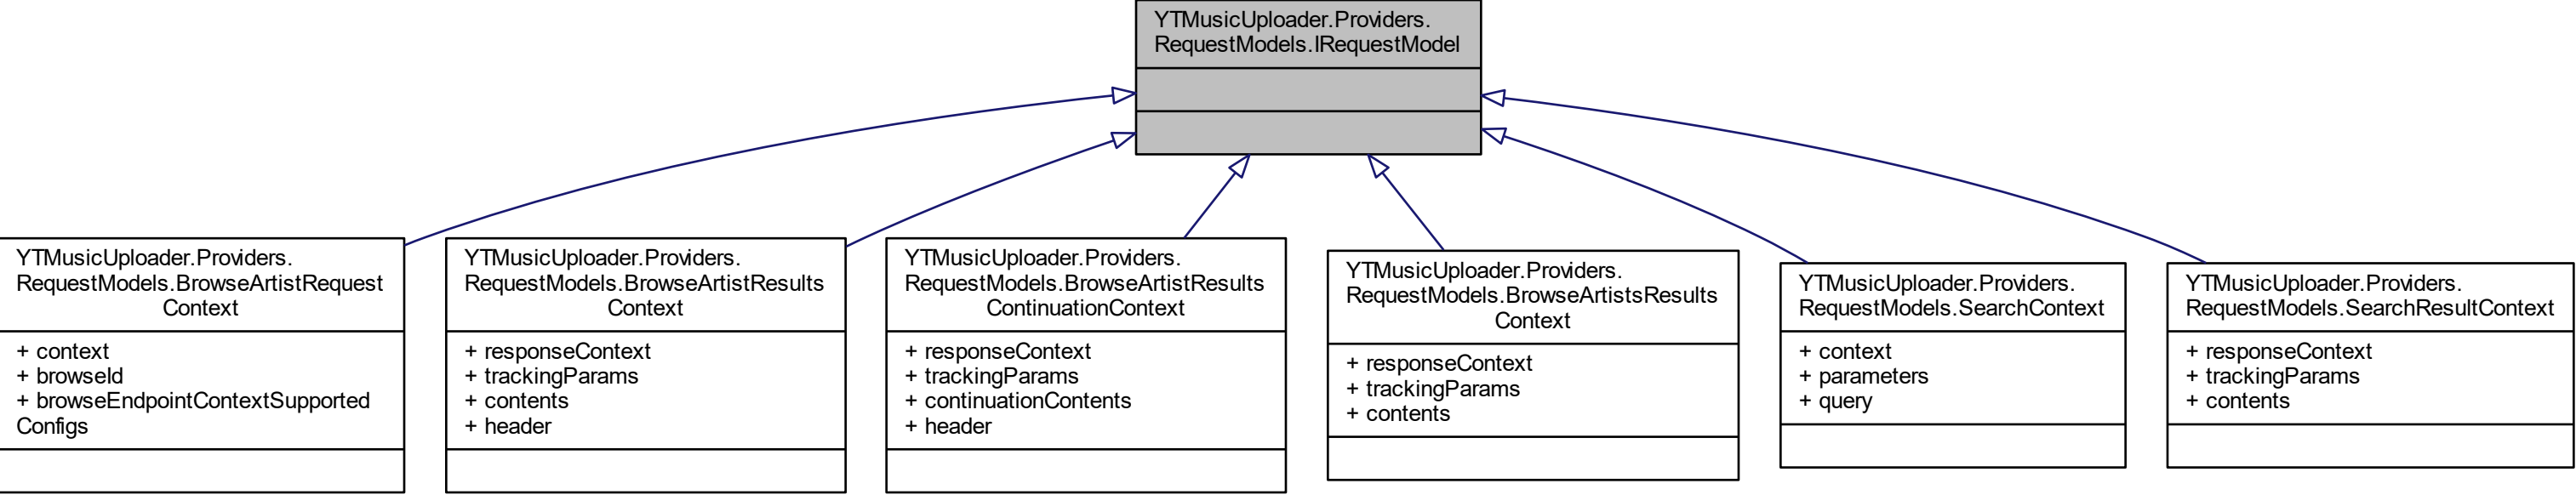 YTMusicUploader.Providers.
RequestModels.IRequestModel
YTMusicUploader.Providers.
RequestModels.BrowseArtistRequest
Context
+ context
+ browseId
+ browseEndpointContextSupported
Configs
YTMusicUploader.Providers.
RequestModels.BrowseArtistResults
Context
+ responseContext
+ trackingParams
+ contents
+ header
YTMusicUploader.Providers.
RequestModels.BrowseArtistResults
ContinuationContext
+ responseContext
+ trackingParams
+ continuationContents
+ header
YTMusicUploader.Providers.
RequestModels.BrowseArtistsResults
Context
+ responseContext
+ trackingParams
+ contents
YTMusicUploader.Providers.
RequestModels.SearchContext
+ context
+ parameters
+ query
YTMusicUploader.Providers.
RequestModels.SearchResultContext
+ responseContext
+ trackingParams
+ contents